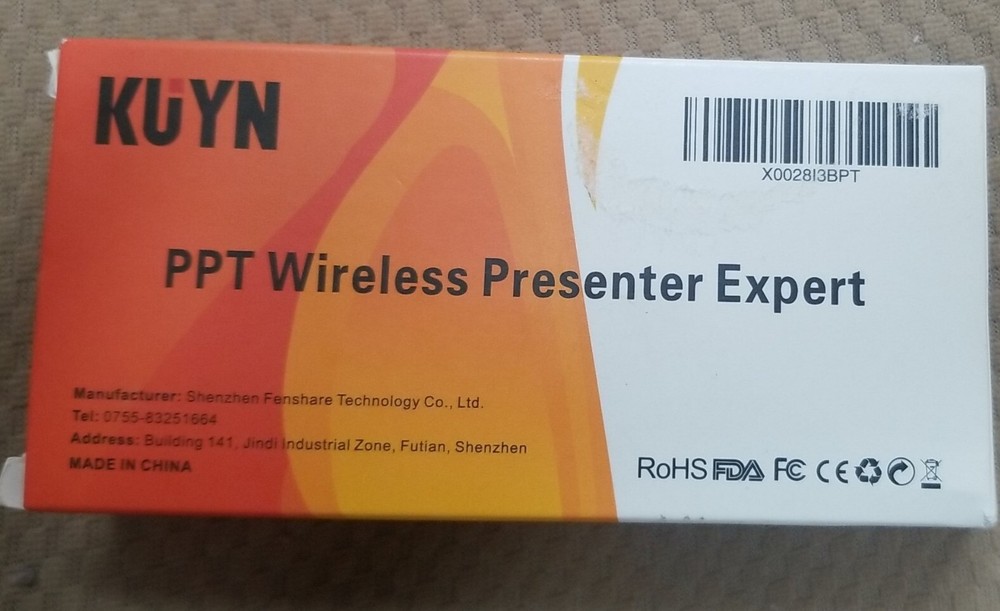 KUYN
X0028I3BPT
PPT Wireless Presenter Expert
Manufacturer: Shenzhen Fenshare Technology Co., Ltd.
Tel: 0755-83251664
Address: Building 141, Jindi Industrial Zone, Futian, Shenzhen
MADE IN CHINA
RoHS FDA FC CE